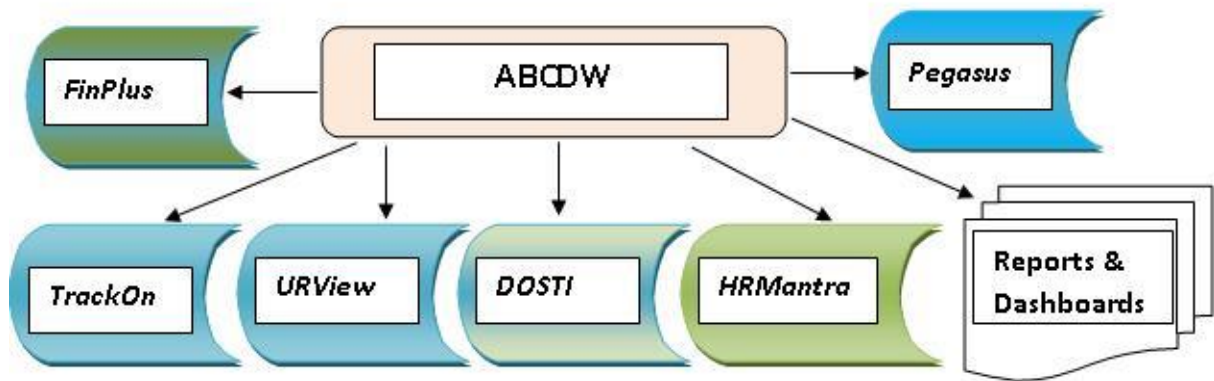 FinPlus
ABCDW
Pegasus
TrackOn
URView
DOSTI
HRMantra
Reports &
Dashboards